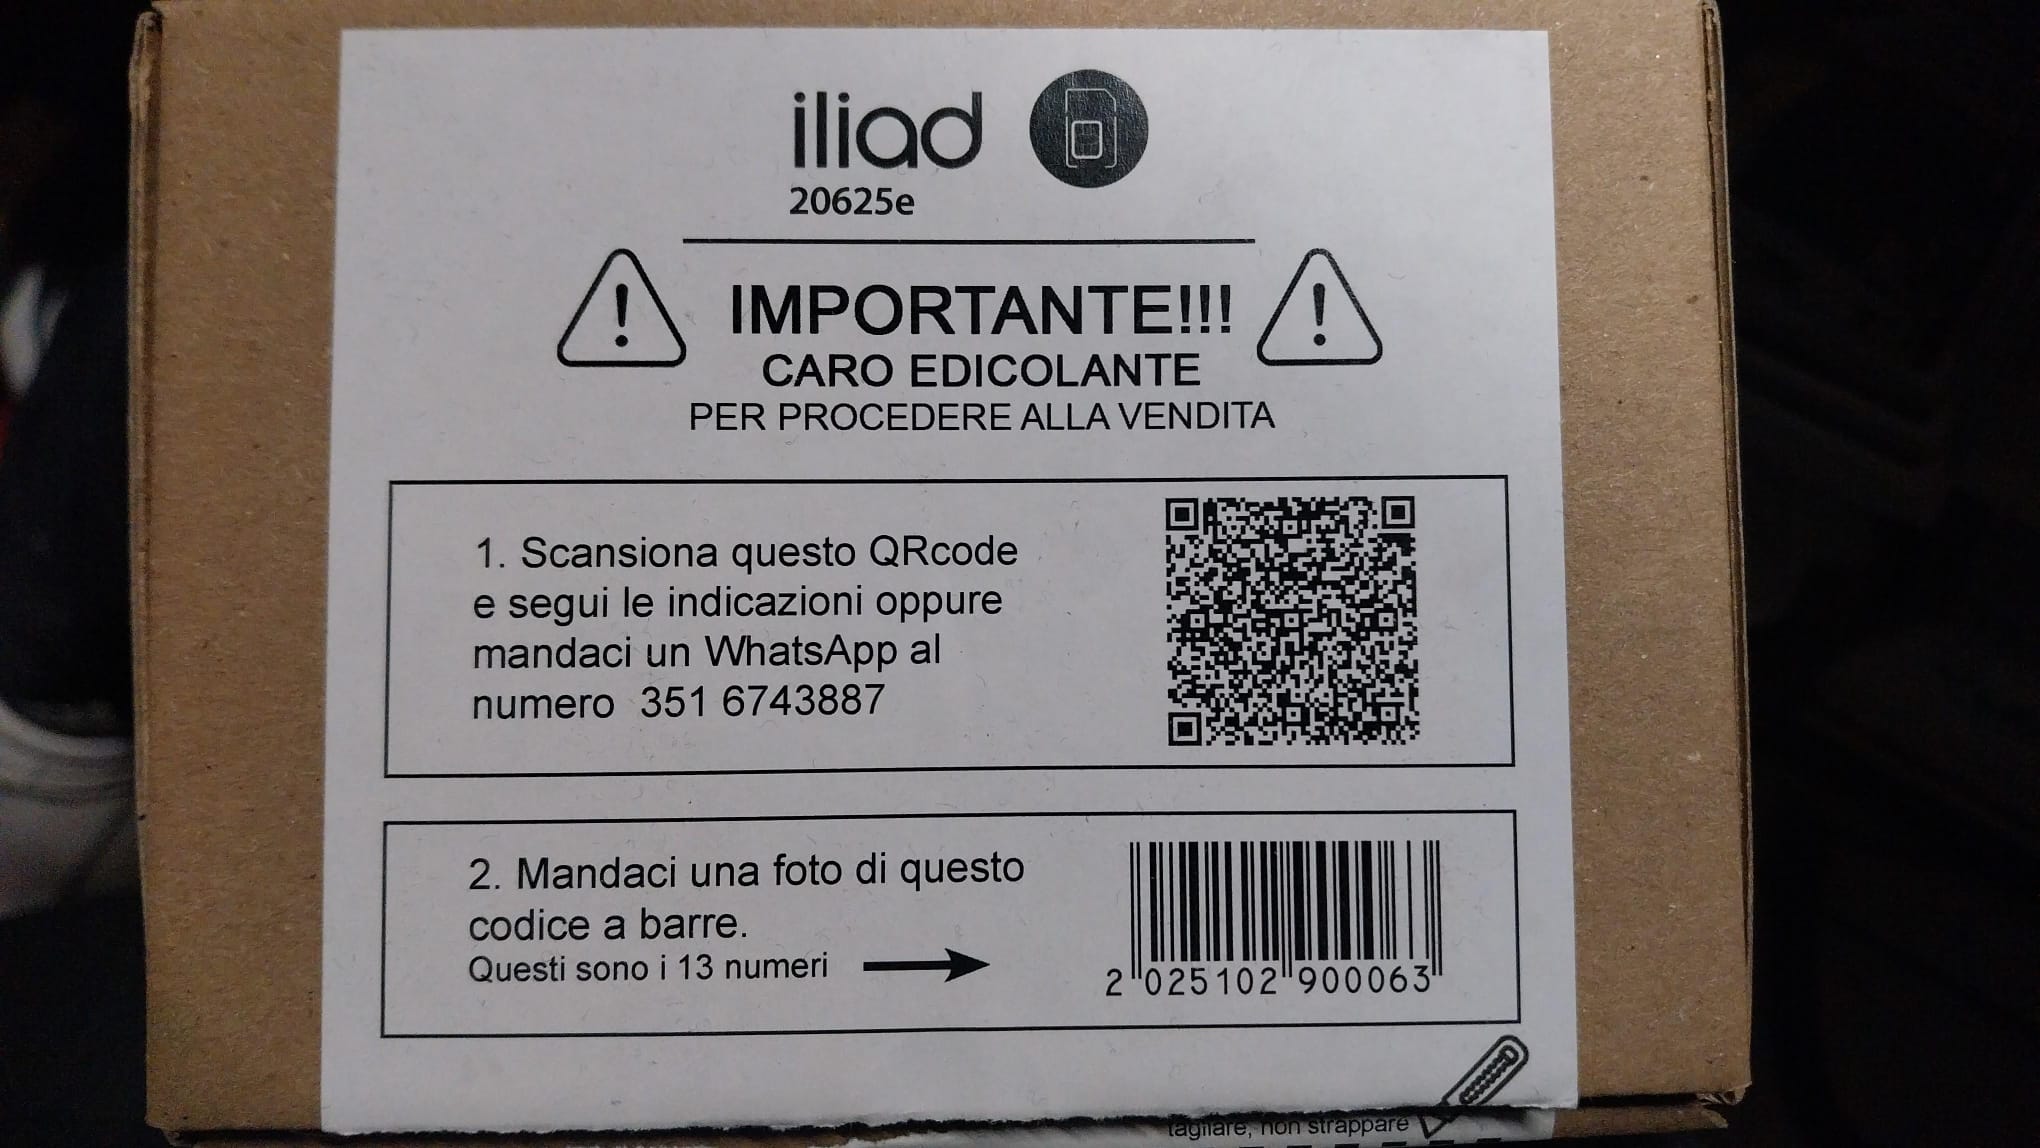 iliad
20625e
IMPORTANTE!!!
CARO EDICOLANTE
PER PROCEDERE ALLA VENDITA
1. Scansiona questo QRcode
e segui le indicazioni oppure
mandaci un WhatsApp al
numero 351 6743887
2. Mandaci una foto di questo
codice a barre.
Questi sono i 13 numeri
2 025102 900063
tagliare, non strappare